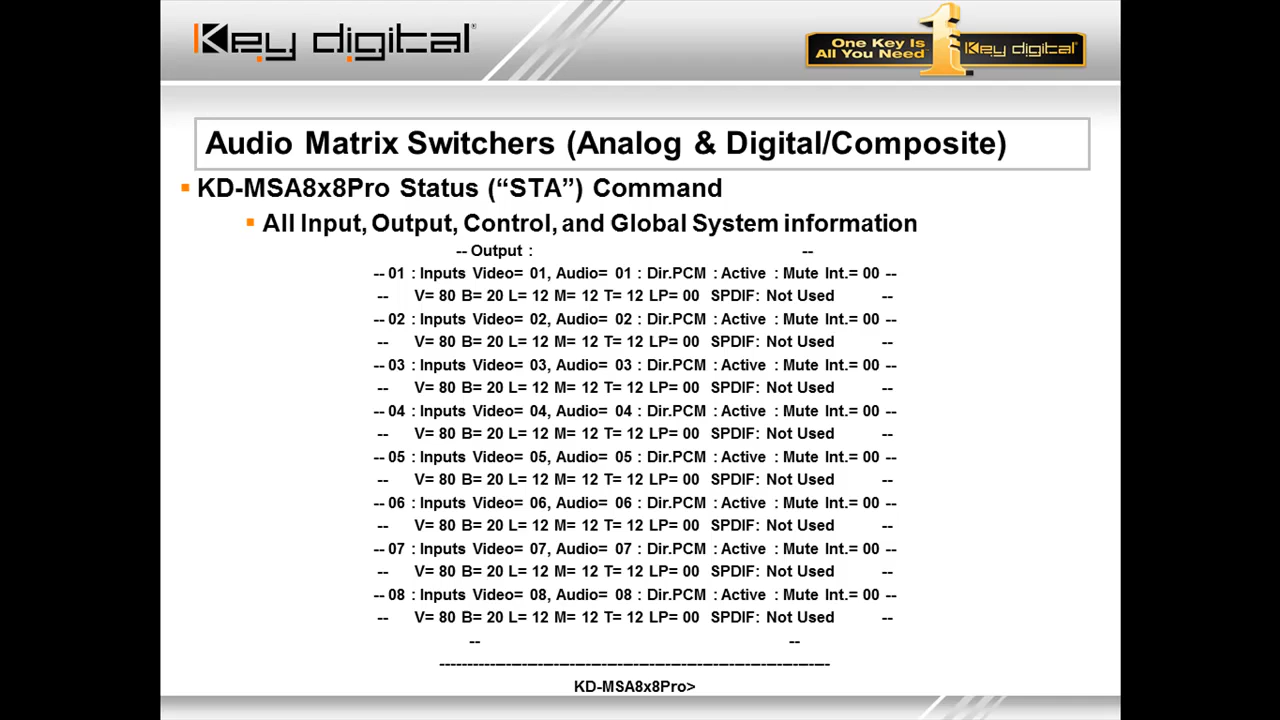 Key digital
One Key Is
All You Need
1
Key digital
Audio Matrix Switchers (Analog & Digital/Composite)
KD-MSA8x8Pro Status (“STA”) Command
All Input, Output, Control, and Global System information
-- Output : --
-- 01 : Inputs Video= 01, Audio= 01 : Dir.PCM : Active : Mute Int.= 00 --
-- V= 80 B= 20 L= 12 M= 12 T= 12 LP= 00 SPDIF: Not Used --
-- 02 : Inputs Video= 02, Audio= 02 : Dir.PCM : Active : Mute Int.= 00 --
-- V= 80 B= 20 L= 12 M= 12 T= 12 LP= 00 SPDIF: Not Used --
-- 03 : Inputs Video= 03, Audio= 03 : Dir.PCM : Active : Mute Int.= 00 --
-- V= 80 B= 20 L= 12 M= 12 T= 12 LP= 00 SPDIF: Not Used --
-- 04 : Inputs Video= 04, Audio= 04 : Dir.PCM : Active : Mute Int.= 00 --
-- V= 80 B= 20 L= 12 M= 12 T= 12 LP= 00 SPDIF: Not Used --
-- 05 : Inputs Video= 05, Audio= 05 : Dir.PCM : Active : Mute Int.= 00 --
-- V= 80 B= 20 L= 12 M= 12 T= 12 LP= 00 SPDIF: Not Used --
-- 06 : Inputs Video= 06, Audio= 06 : Dir.PCM : Active : Mute Int.= 00 --
-- V= 80 B= 20 L= 12 M= 12 T= 12 LP= 00 SPDIF: Not Used --
-- 07 : Inputs Video= 07, Audio= 07 : Dir.PCM : Active : Mute Int.= 00 --
-- V= 80 B= 20 L= 12 M= 12 T= 12 LP= 00 SPDIF: Not Used --
-- 08 : Inputs Video= 08, Audio= 08 : Dir.PCM : Active : Mute Int.= 00 --
-- V= 80 B= 20 L= 12 M= 12 T= 12 LP= 00 SPDIF: Not Used --
-- --
------------------------------------------------------------------------------
KD-MSA8x8Pro>